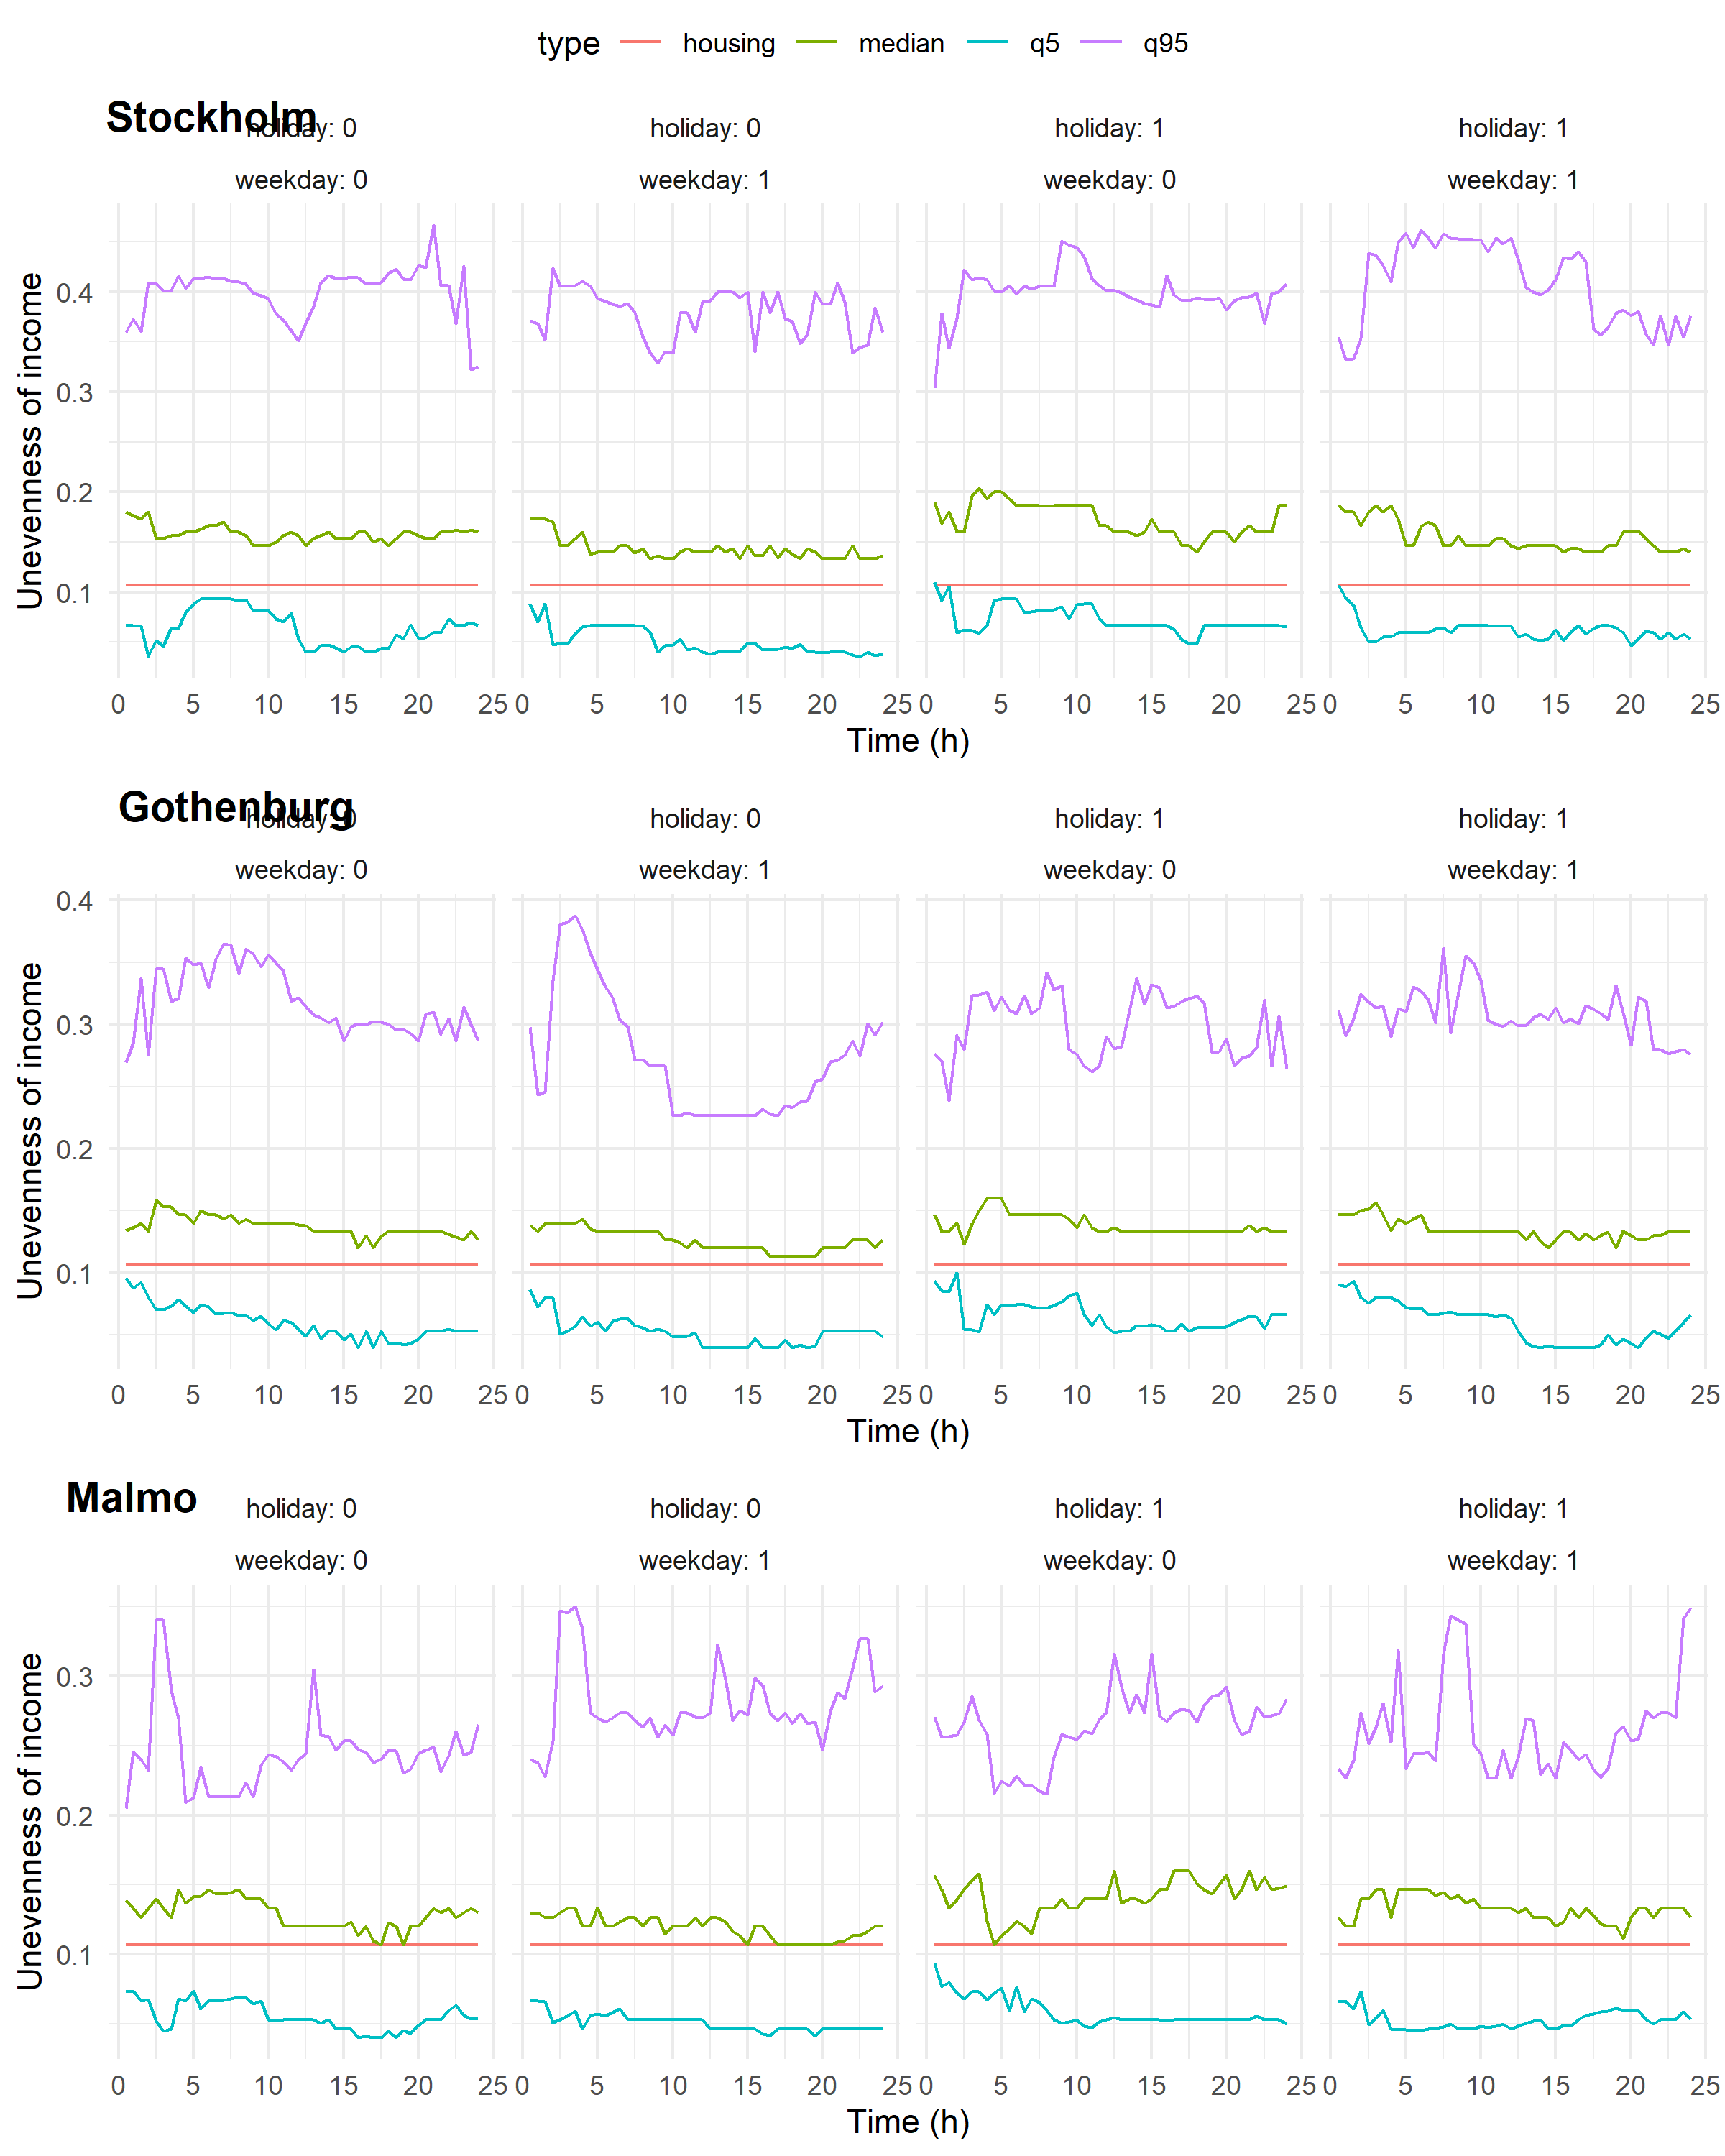 type housing median q5 q95
Stockholm
holiday: 0 holiday: 0 holiday: 1 holiday: 1
weekday: 0 weekday: 1 weekday: 0 weekday: 1
Unevenness of income
0.4
0.3
0.2
0.1
0 5 10 15 20 25 0 5 10 15 20 25 0 5 10 15 20 25 0 5 10 15 20 25
Time (h)
Gothenburg
holiday: 0 holiday: 0 holiday: 1 holiday: 1
weekday: 0 weekday: 1 weekday: 0 weekday: 1
Unevenness of income
0.4
0.3
0.2
0.1
0 5 10 15 20 25 0 5 10 15 20 25 0 5 10 15 20 25 0 5 10 15 20 25
Time (h)
Malmo
holiday: 0 holiday: 0 holiday: 1 holiday: 1
weekday: 0 weekday: 1 weekday: 0 weekday: 1
Unevenness of income
0.3
0.2
0.1
0 5 10 15 20 25 0 5 10 15 20 25 0 5 10 15 20 25 0 5 10 15 20 25
Time (h)